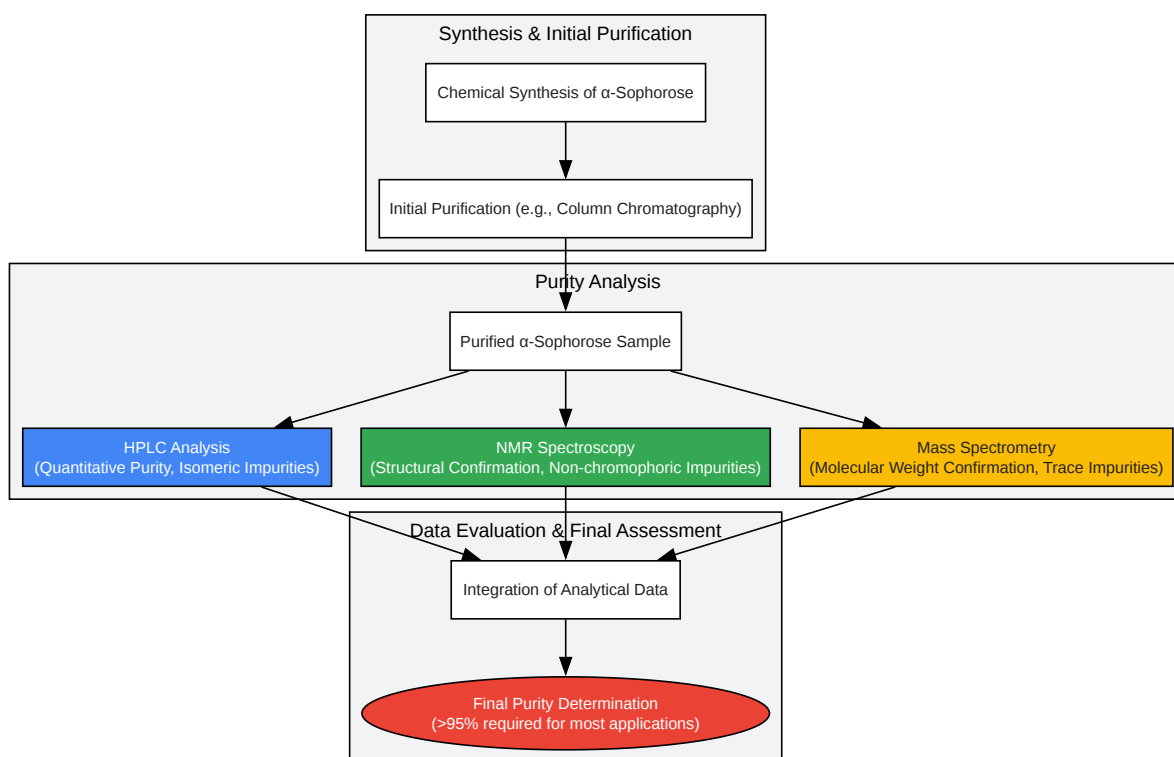 Synthesis & Initial Purification
Chemical Synthesis of α-Sophorose
Initial Purification (e.g., Column Chromatography)
Purity Analysis
Purified α-Sophorose Sample
HPLC Analysis
(Quantitative Purity, Isomeric Impurities)
NMR Spectroscopy
(Structural Confirmation, Non-chromophoric Impurities)
Mass Spectrometry
(Molecular Weight Confirmation, Trace Impurities)
Data Evaluation & Final Assessment
Integration of Analytical Data
Final Purity Determination
(>95% required for most applications)